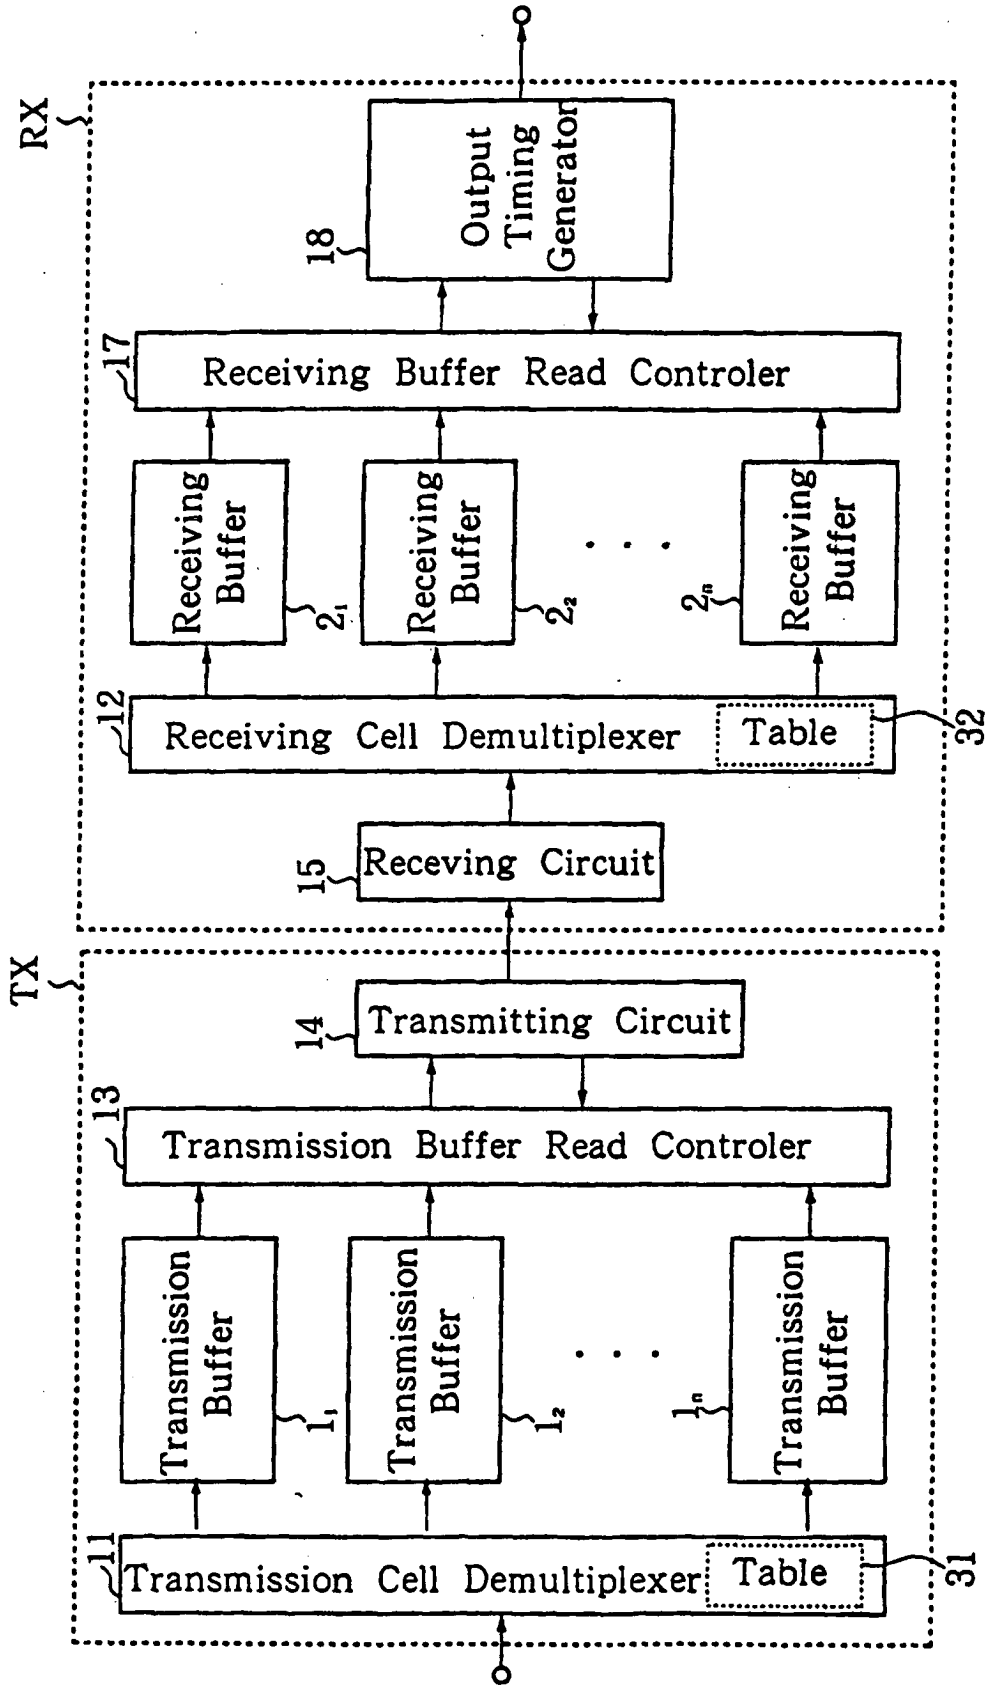 TX
11
Transmission Cell Demultiplexer
Table
31
Transmission
Buffer
1₁
Transmission
Buffer
1₂
. . .
Transmission
Buffer
1ₙ
13
Transmission Buffer Read Controler
14
Transmitting Circuit
RX
15
Receving Circuit
12
Receiving Cell Demultiplexer
Table
32
Receiving
Buffer
2₁
Receiving
Buffer
2₂
. . .
Receiving
Buffer
2ₙ
17
Receiving Buffer Read Controler
18
Output
Timing
Generator